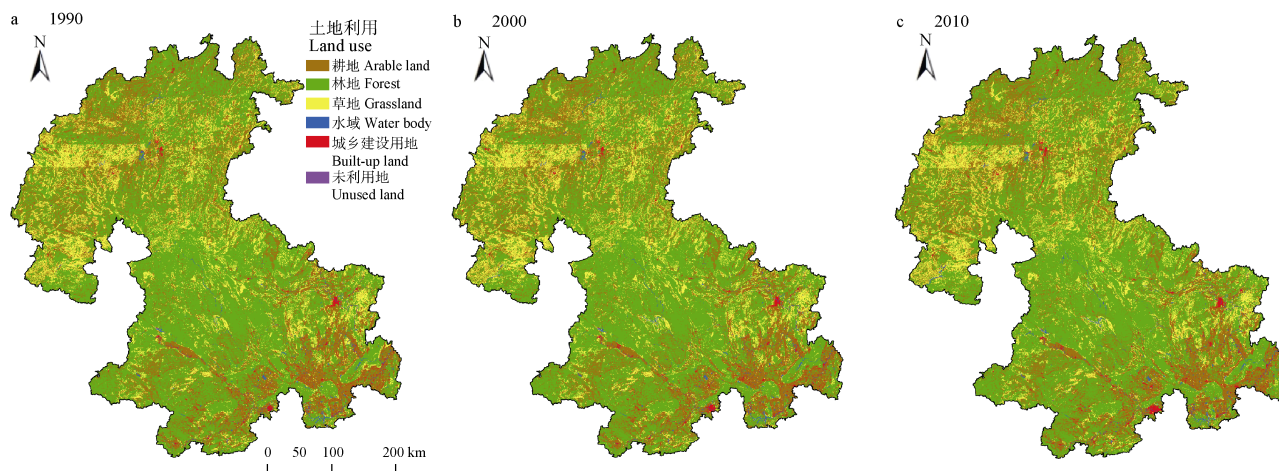 a 1990
N
土地利用
Land use
耕地 Arable land
林地 Forest
草地 Grassland
水域 Water body
城乡建设用地
Built-up land
未利用地
Unused land
0 50 100 200 km
b 2000
N
c 2010
N